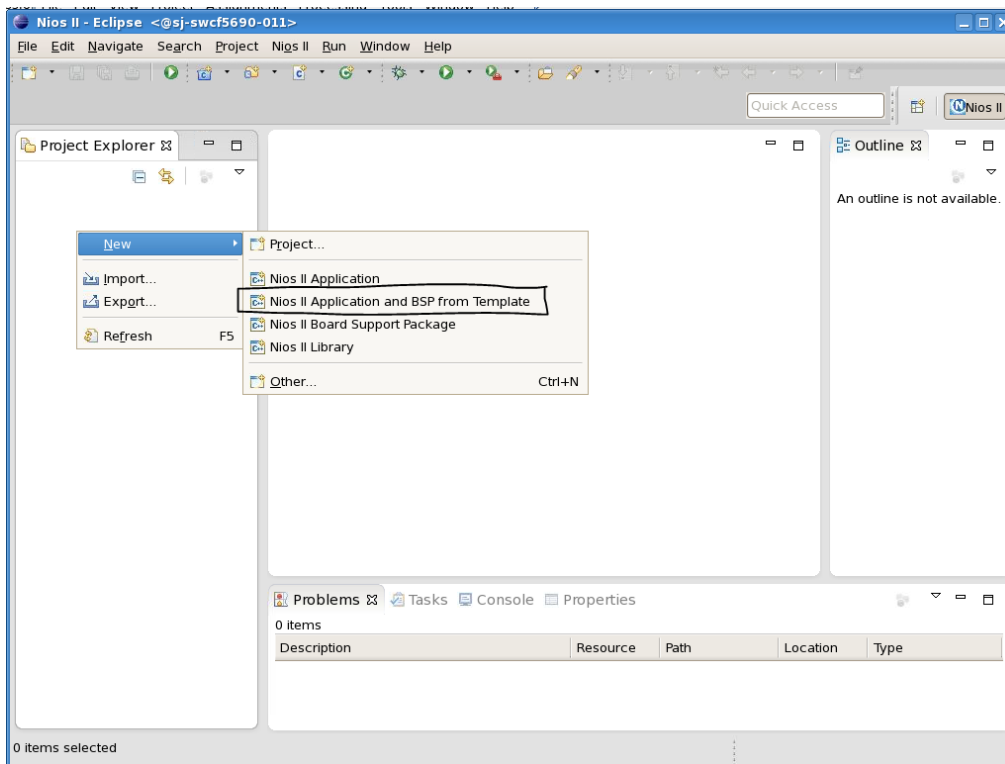 Nios II - Eclipse <@sj-swcf5690-011>
File Edit Navigate Search Project Nios II Run Window Help
Quick Access
Nios II
Project Explorer
Outline
An outline is not available.
New
Project...
Import...
Nios II Application
Export...
Nios II Application and BSP from Template
Nios II Board Support Package
Refresh F5
Nios II Library
Other... Ctrl+N
Problems Tasks Console Properties
0 items
Description Resource Path Location Type
0 items selected